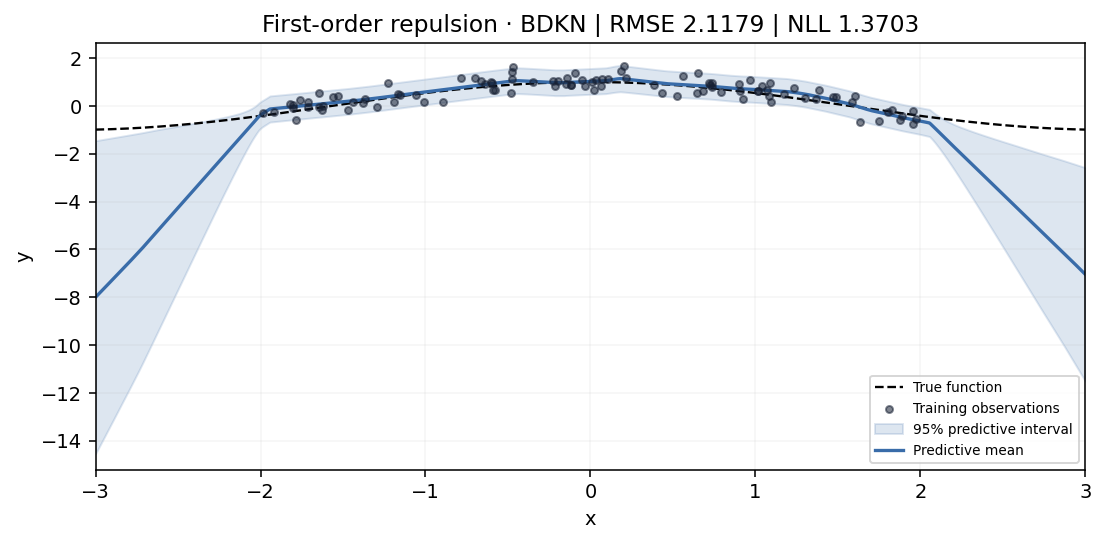 First-order repulsion · BDKN | RMSE 2.1179 | NLL 1.3703
y
2
0
−2
−4
−6
−8
−10
−12
−14
True function
Training observations
95% predictive interval
Predictive mean
−3
−2
−1
0
1
2
3
x